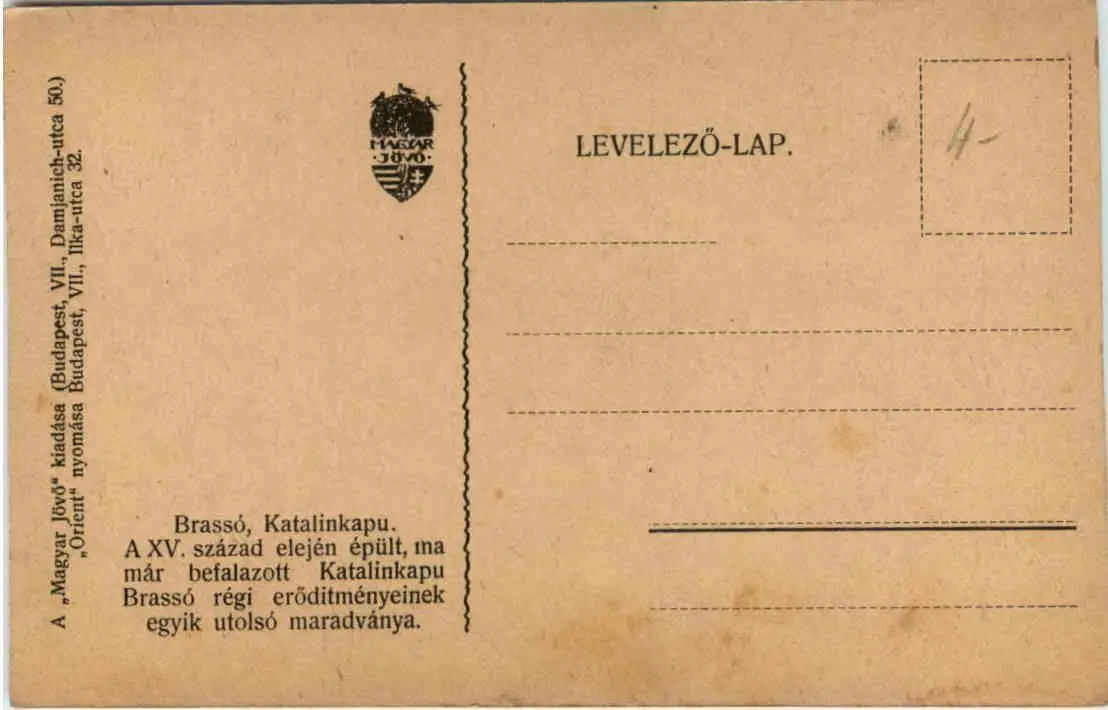 A „Magyar Jövő“ kiadása (Budapest, VII., Damjanich-utca 50.)
„Orient“ nyomása Budapest, VII., Ilka-utca 32.
MAGYAR
·JÖVŐ·
Brassó, Katalinkapu.
A XV. század elején épült, ma
már befalazott Katalinkapu
Brassó régi erőditményeinek
egyik utolsó maradványa.
LEVELEZŐ-LAP.
4-